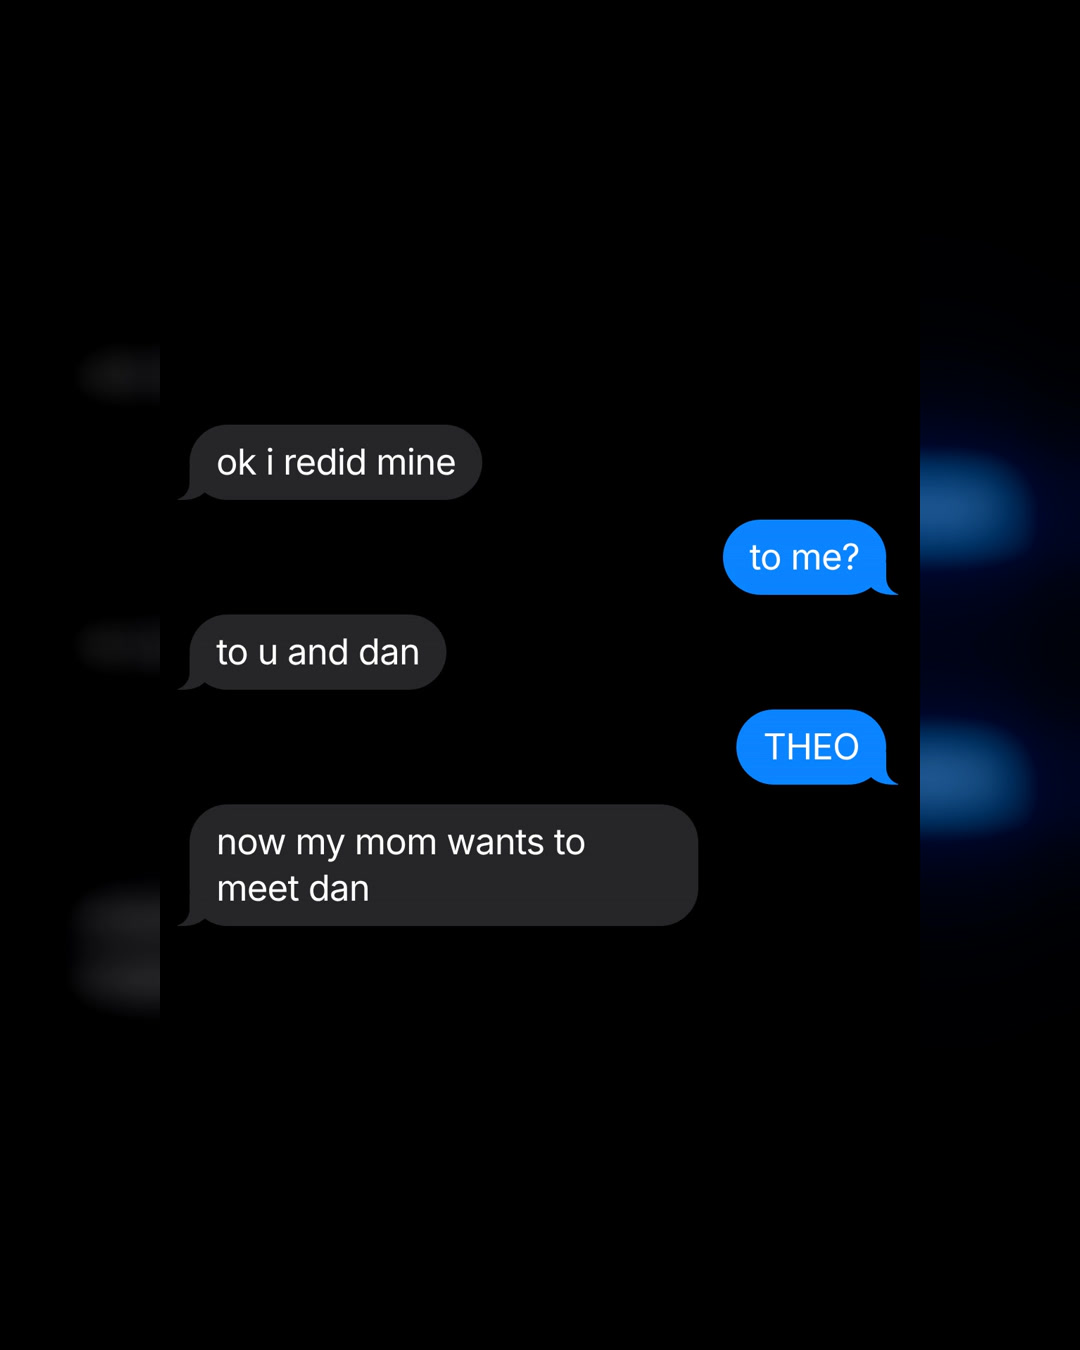 ok i redid mine
to me?
to u and dan
THEO
now my mom wants to
meet dan